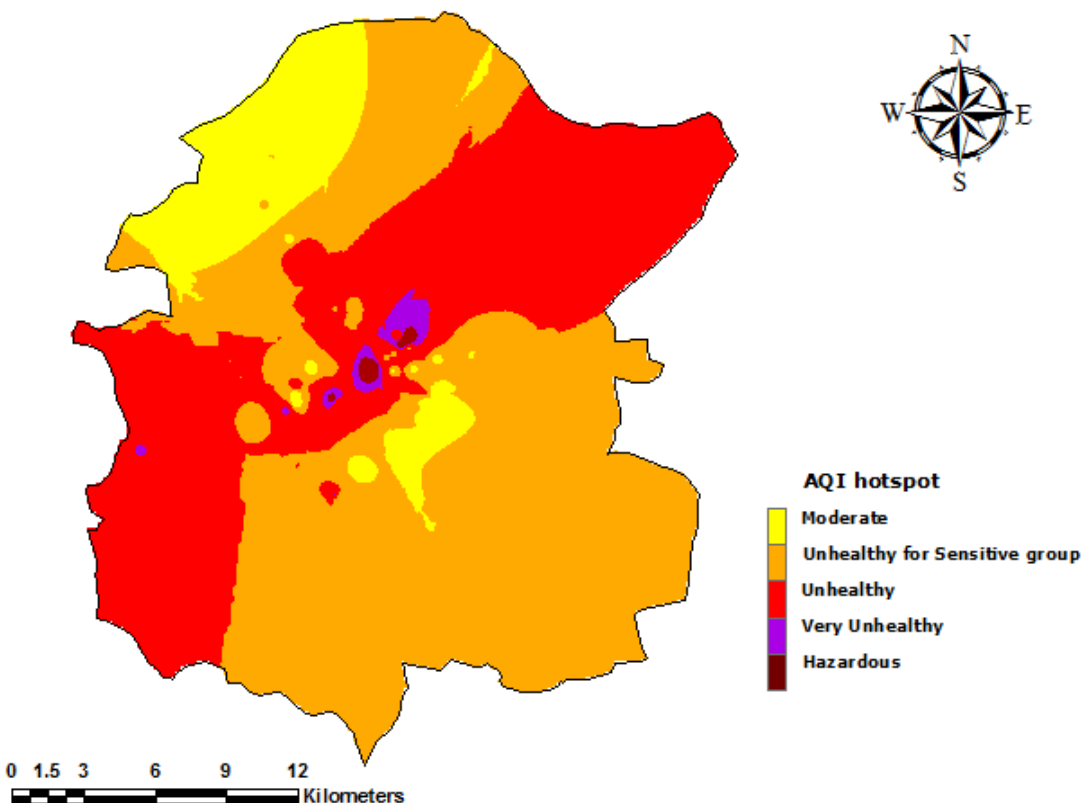 N
W E
S
AQI hotspot
Moderate
Unhealthy for Sensitive group
Unhealthy
Very Unhealthy
Hazardous
0 1.5 3 6 9 12
Kilometers